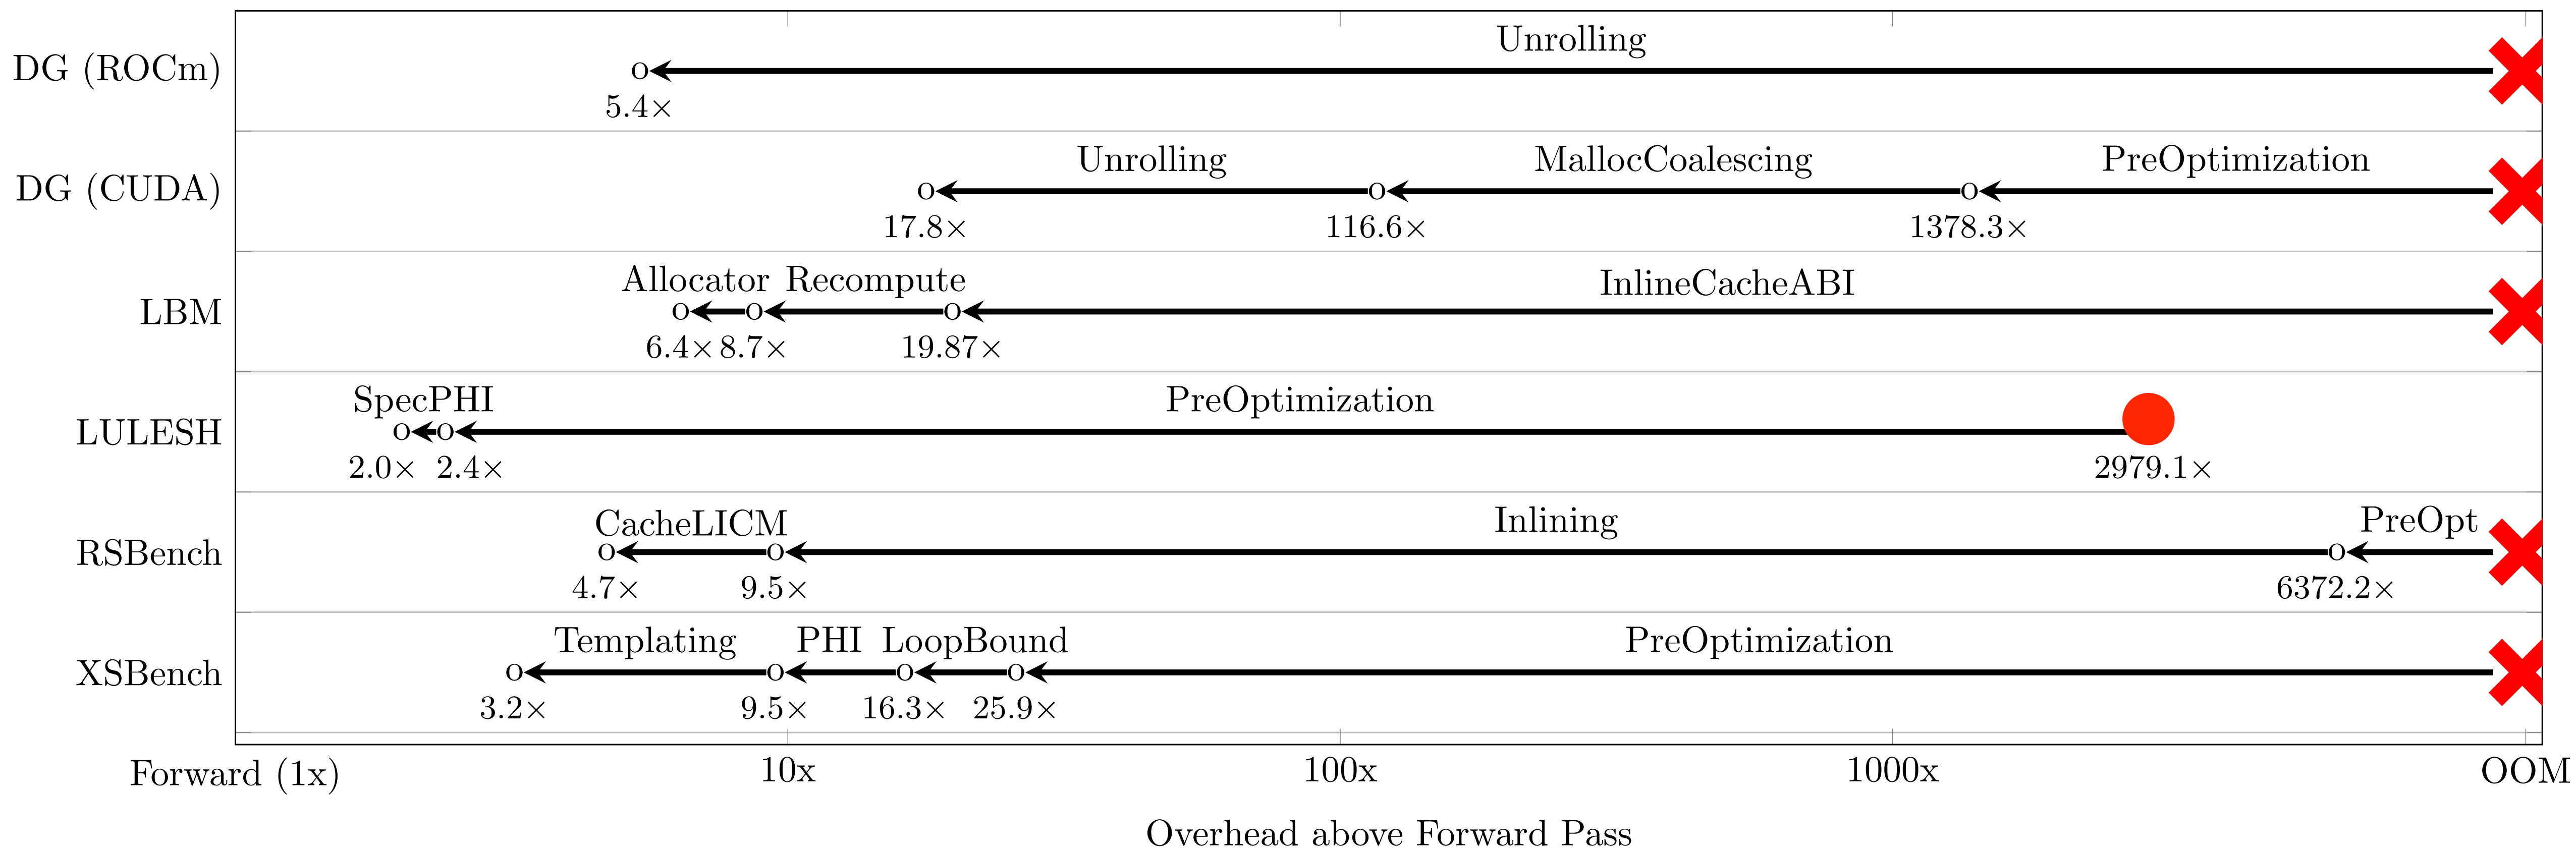 Unrolling
DG (ROCm)
5.4×
Unrolling MallocCoalescing PreOptimization
DG (CUDA)
17.8× 116.6× 1378.3×
Allocator Recompute InlineCacheABI
LBM
6.4× 8.7× 19.87×
SpecPHI PreOptimization
LULESH
2.0× 2.4× 2979.1×
CacheLICM Inlining PreOpt
RSBench
4.7× 9.5× 6372.2×
Templating PHI LoopBound PreOptimization
XSBench
3.2× 9.5× 16.3× 25.9×
Forward (1x) 10x 100x 1000x OOM
Overhead above Forward Pass